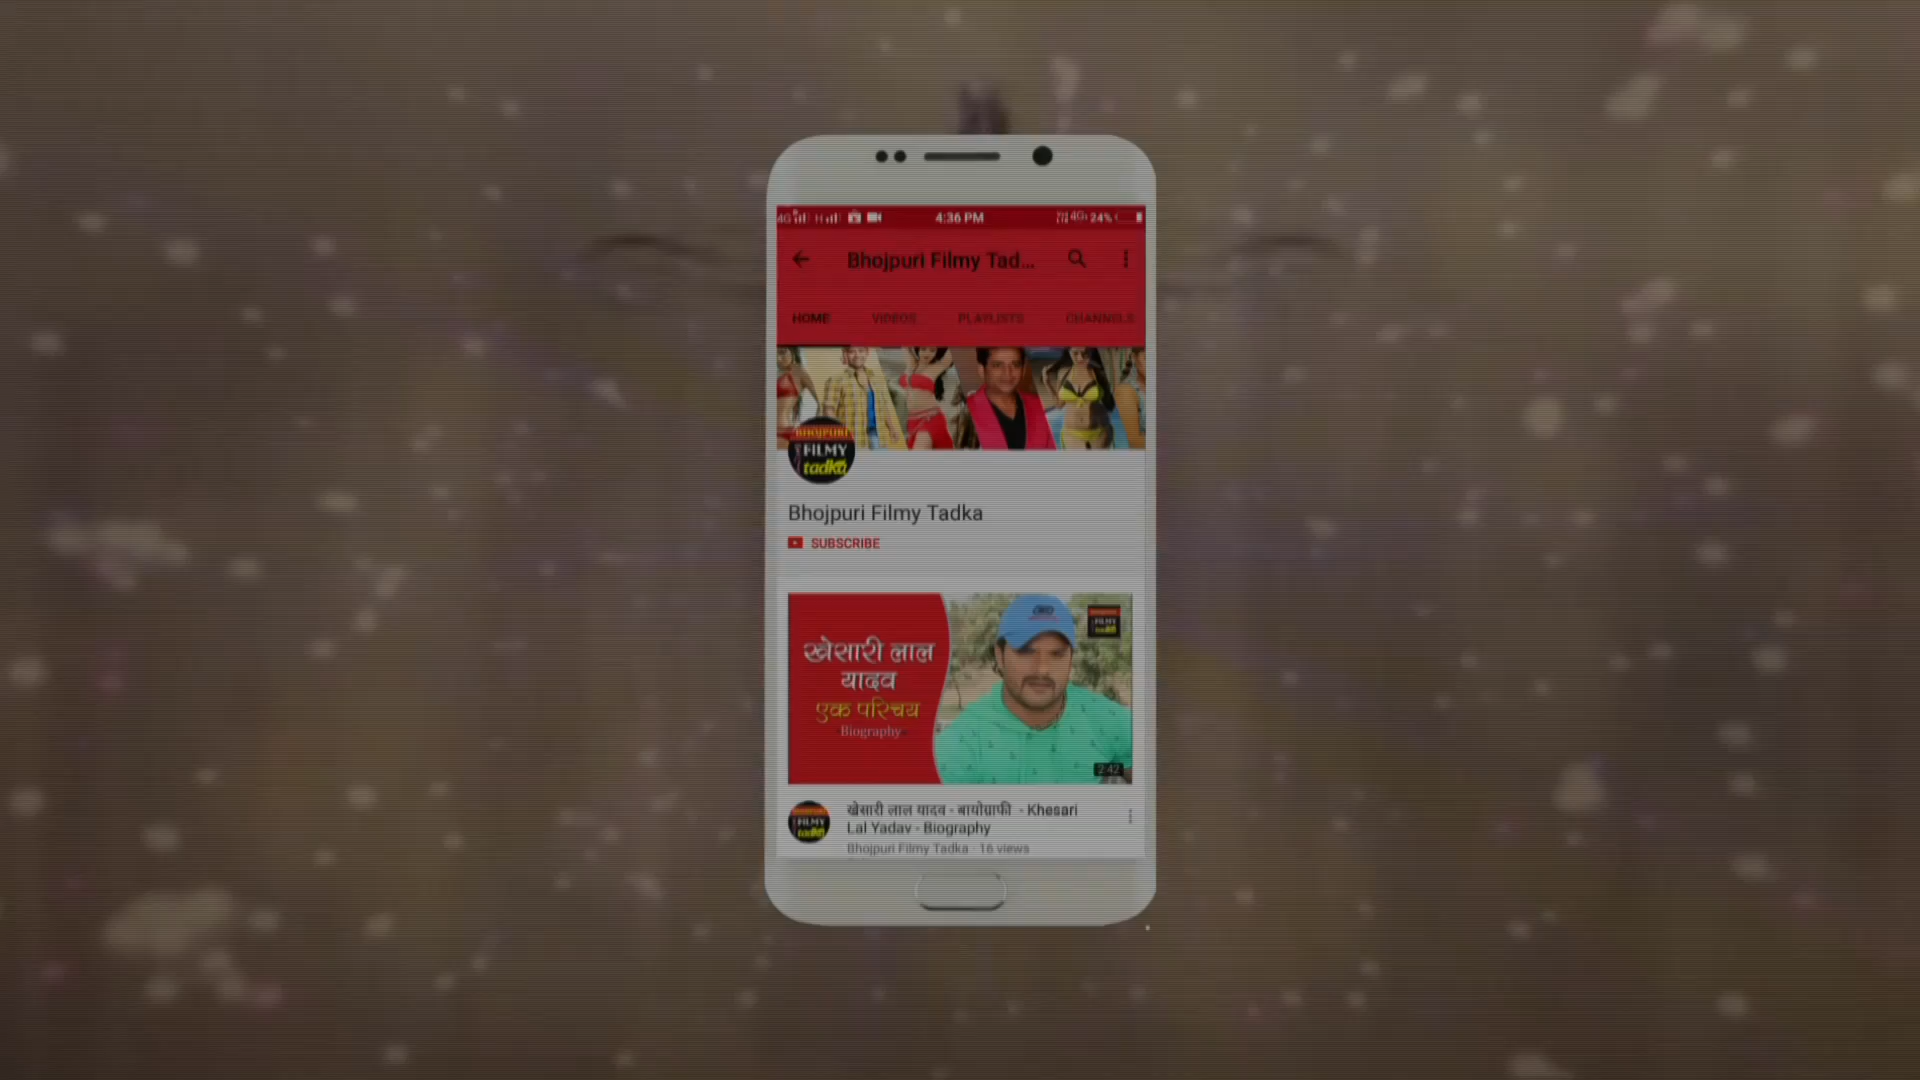 4:36 PM
4G 24%
Bhojpuri Filmy Tad...
HOME VIDEOS PLAYLISTS CHANNELS
BHOJPURI
FILMY
tadka
Bhojpuri Filmy Tadka
SUBSCRIBE
खेसारी लाल
यादव
एक परिचय
Biography
2:42
खेसारी लाल यादव - बायोग्राफी - Khesari
Lal Yadav - Biography
Bhojpuri Filmy Tadka · 16 views